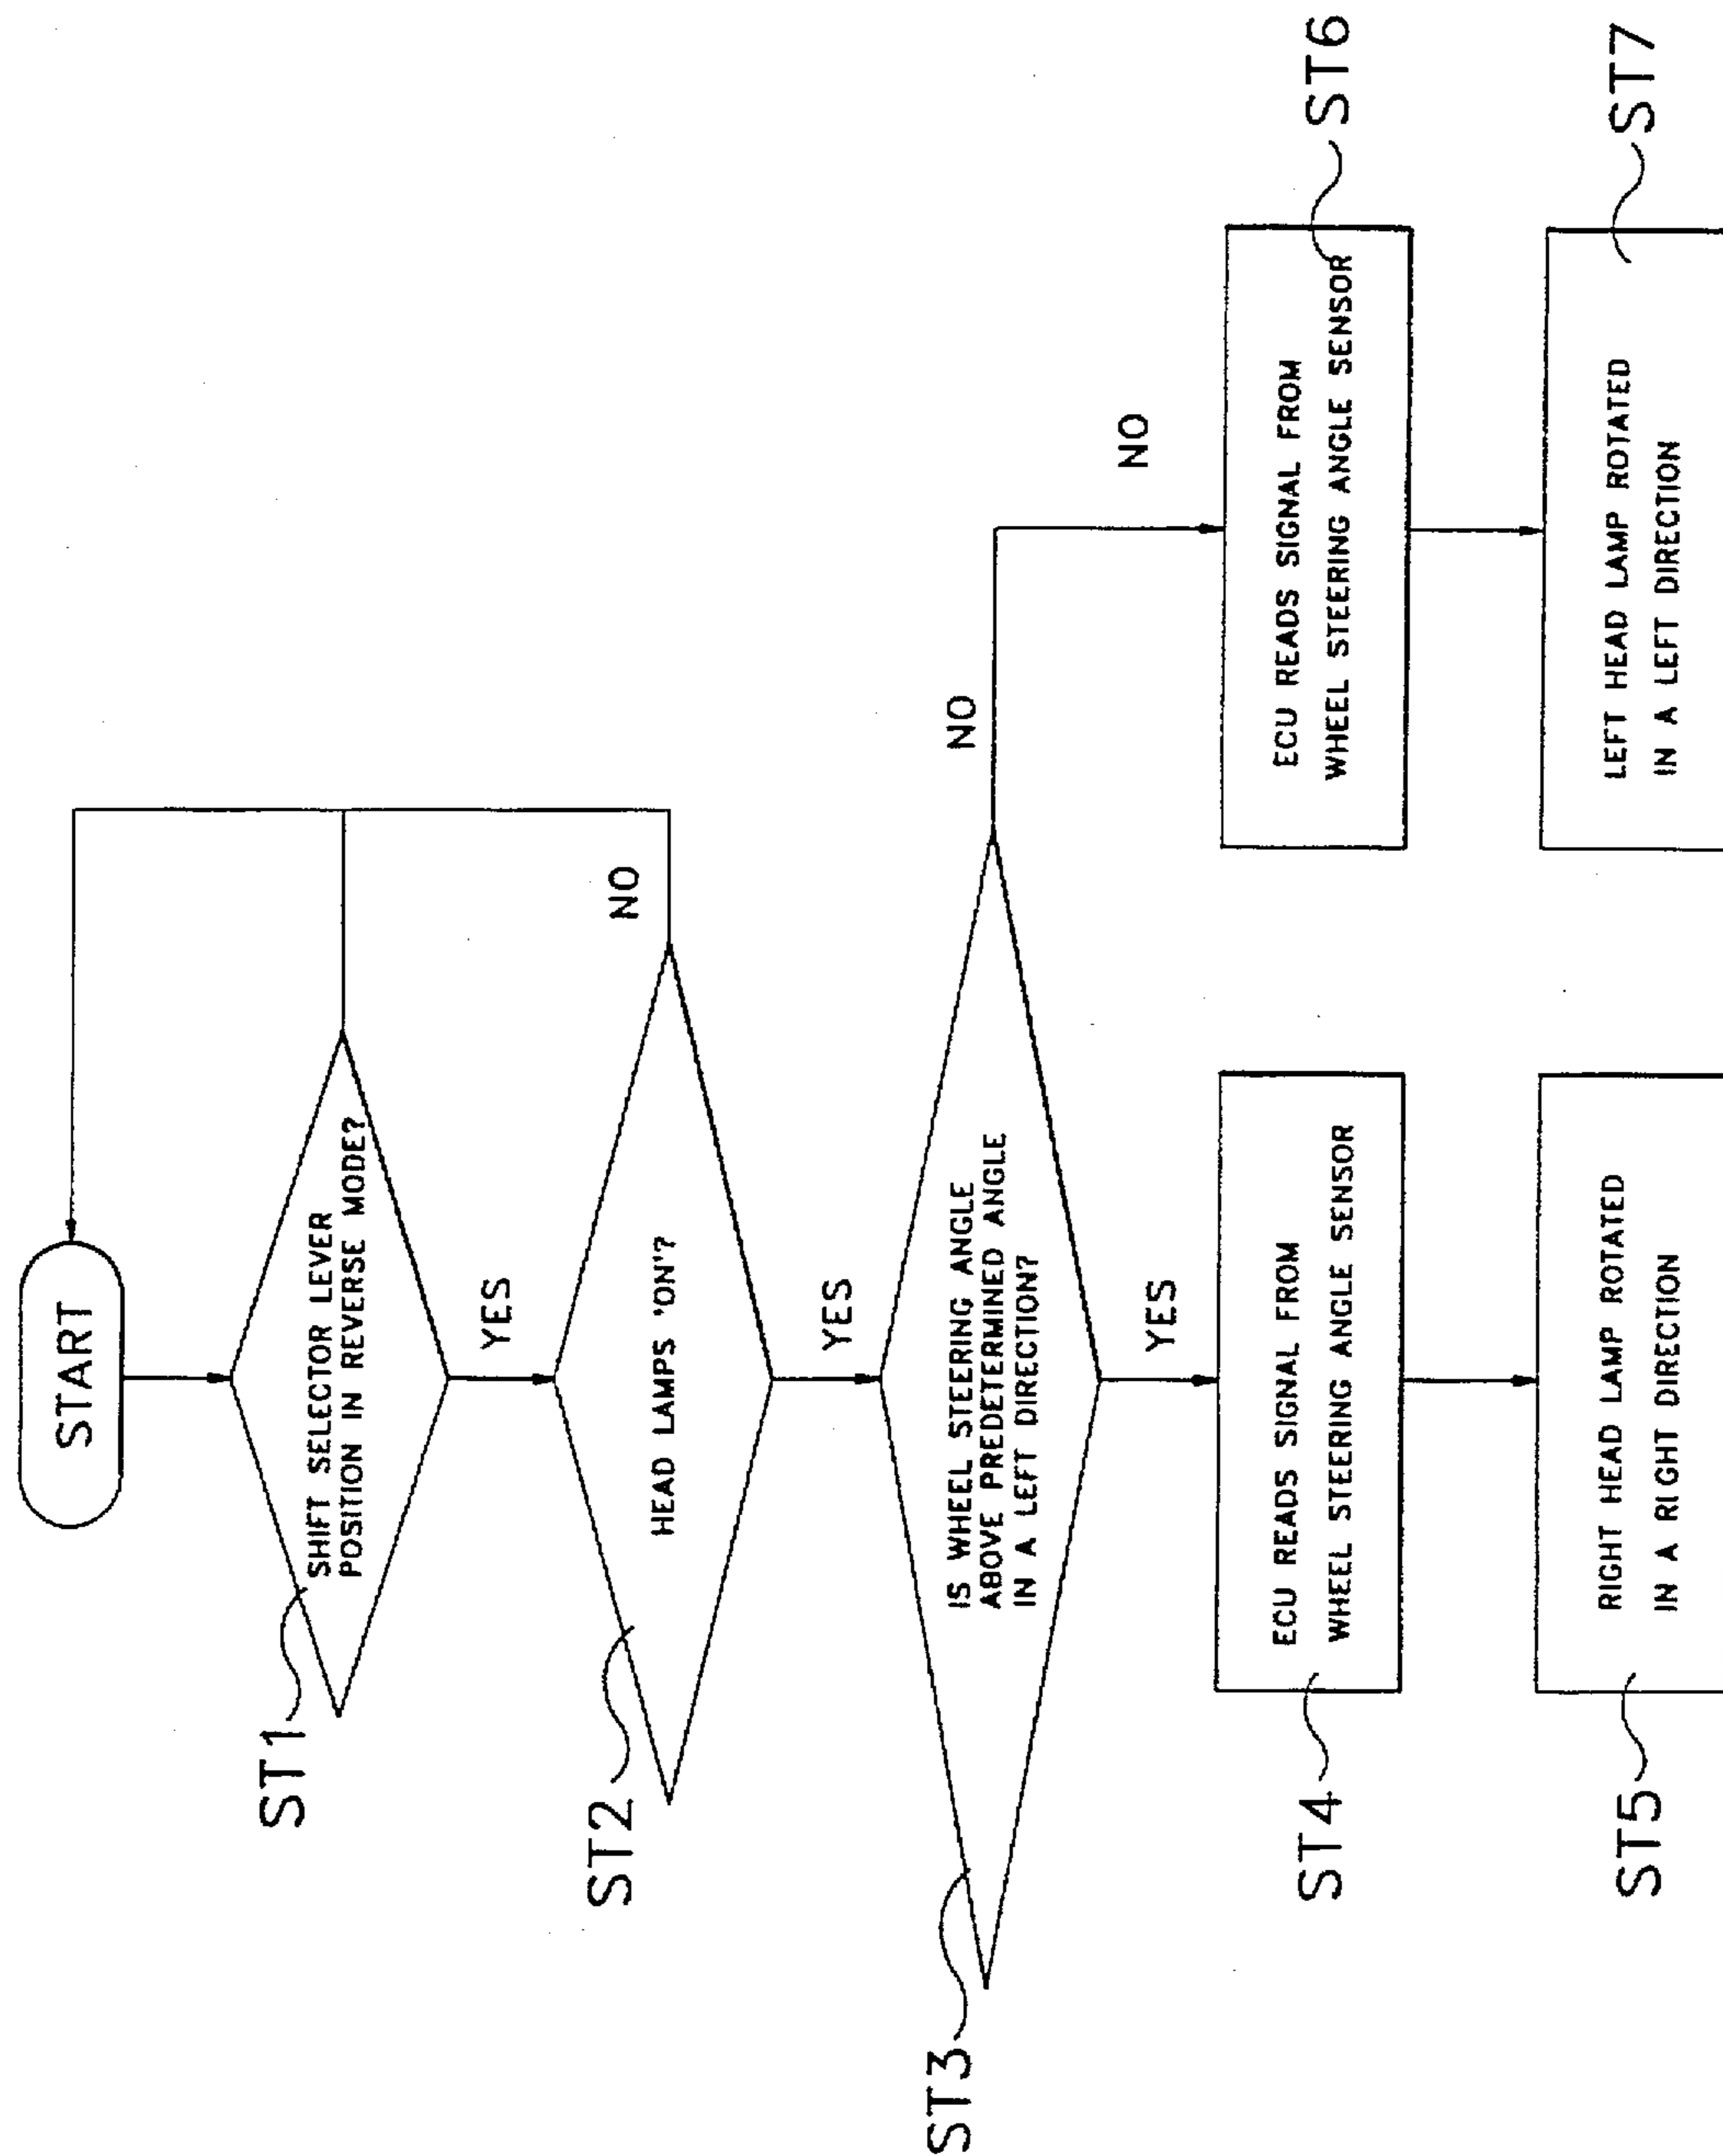 START
SHIFT SELECTOR LEVER
POSITION IN REVERSE MODE?
ST1
YES
HEAD LAMPS 'ON'?
ST2
NO
YES
IS WHEEL STEERING ANGLE
ABOVE PREDETERMINED ANGLE
IN A LEFT DIRECTION?
ST3
NO
YES
NO
ECU READS SIGNAL FROM
WHEEL STEERING ANGLE SENSOR
ST4
ECU READS SIGNAL FROM
WHEEL STEERING ANGLE SENSOR
ST6
RIGHT HEAD LAMP ROTATED
IN A RIGHT DIRECTION
ST5
LEFT HEAD LAMP ROTATED
IN A LEFT DIRECTION
ST7